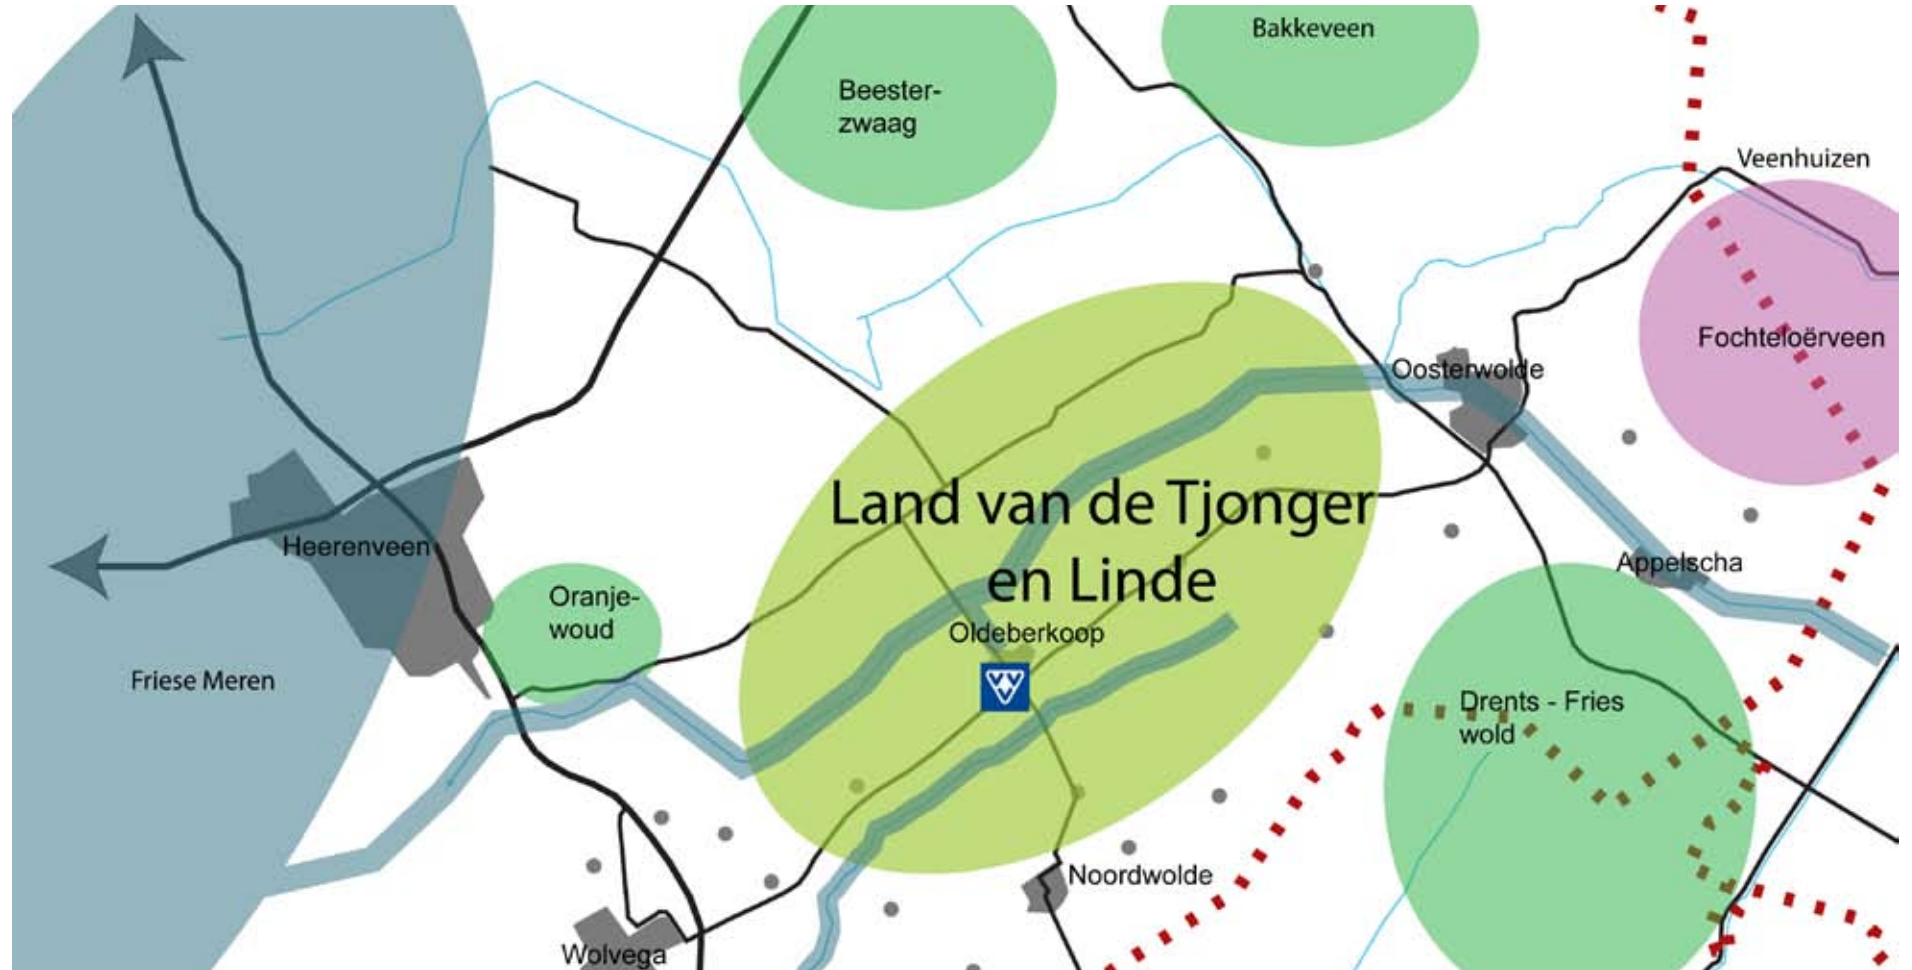 Bakkeveen
Beester-
zwaag
Veenhuizen
Fochteloërveen
Oosterwolde
Land van de Tjonger
en Linde
Heerenveen
Appelscha
Oranje-
woud
Oldeberkoop
VVV
Friese Meren
Drents - Fries
wold
Noordwolde
Wolvega